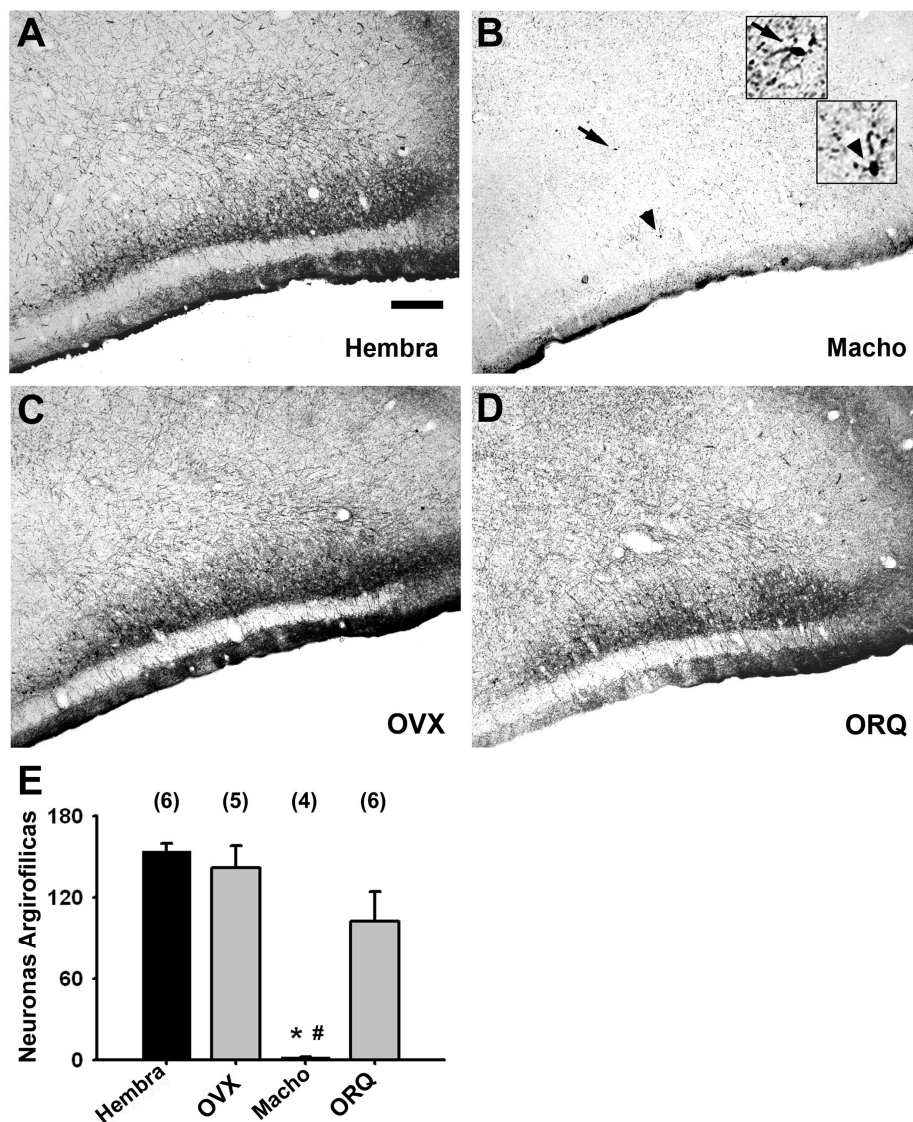 A
Hembra
B
Macho
C
OVX
D
ORQ
E
(6) (5) (4) (6)
Neuronas Argirofílicas
180
120
60
0
* #
Hembra
OVX
Macho
ORQ